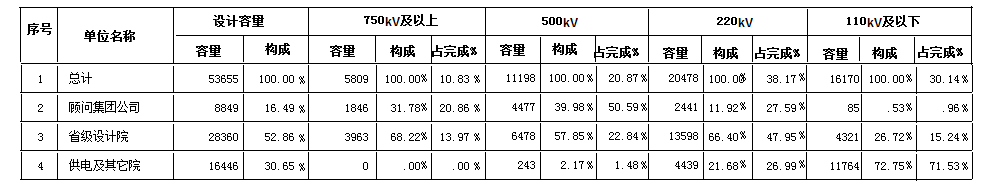 序号 单位名称 设计容量 750kV及以上 500kV 220kV 110kV及以下
容量 构成 容量 构成 占完成% 容量 构成 占完成% 容量 构成 占完成% 容量 构成 占完成%
1 总计 53655 100.00 % 5809 100.00% 10.83 % 11198 100.00 % 20.87% 20478 100.00% 38.17% 16170 100.00% 30.14%
2 顾问集团公司 8849 16.49 % 1846 31.78% 20.86 % 4477 39.98% 50.59% 2441 11.92% 27.59% 85 .53% .96%
3 省级设计院 28360 52.86 % 3963 68.22% 13.97 % 6478 57.85% 22.84% 13598 66.40% 47.95% 4321 26.72% 15.24%
4 供电及其它院 16446 30.65 % 0 .00% .00 % 243 2.17% 1.48% 4439 21.68% 26.99% 11764 72.75% 71.53%